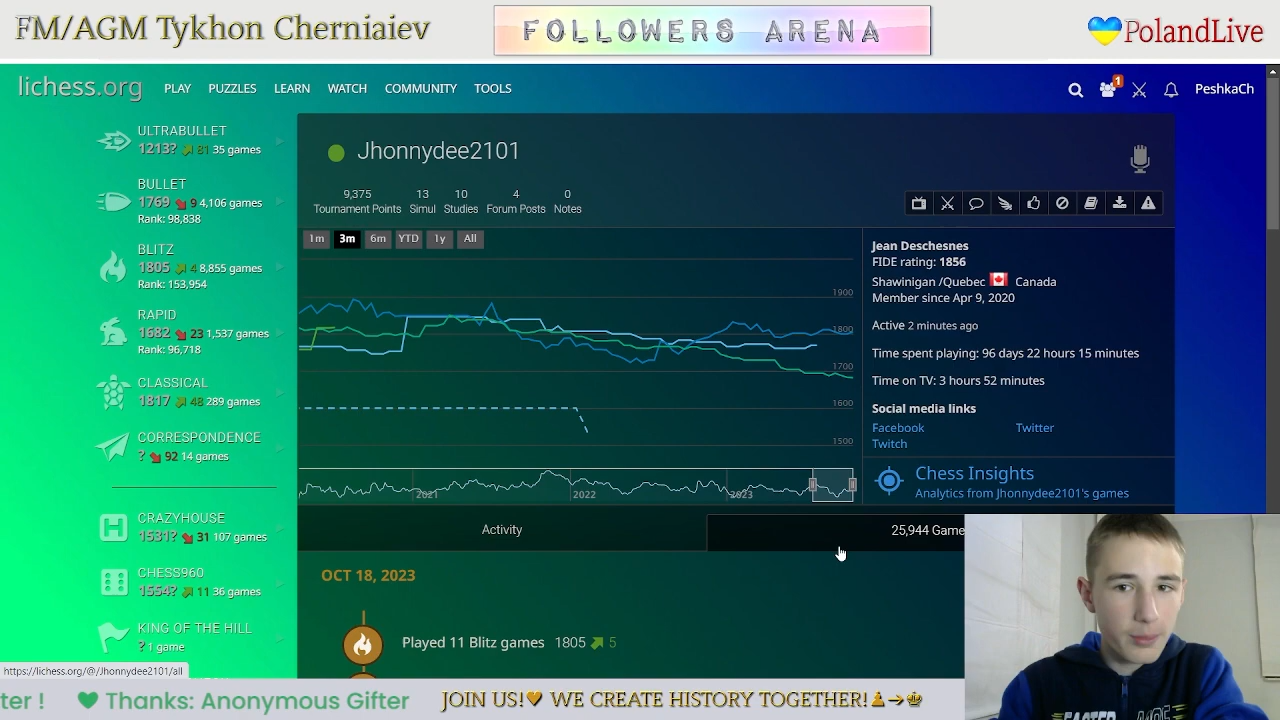 FM/AGM Tykhon Cherniaiev
FOLLOWERS ARENA
PolandLive
lichess.org
PLAY
PUZZLES
LEARN
WATCH
COMMUNITY
TOOLS
1
PeshkaCh
ULTRABULLET
1213? 81 35 games
BULLET
1769 9 4,106 games
Rank: 98,838
BLITZ
1805 4 8,855 games
Rank: 153,954
RAPID
1682 23 1,537 games
Rank: 96,718
CLASSICAL
1817 48 289 games
CORRESPONDENCE
? 92 14 games
CRAZYHOUSE
1531? 31 107 games
CHESS960
1554? 11 36 games
KING OF THE HILL
? 1 game
https://lichess.org/@/Jhonnydee2101/all
Jhonnydee2101
9,375 13 10 4 0
Tournament Points Simul Studies Forum Posts Notes
1m 3m 6m YTD 1y All
1900
1800
1700
1600
1500
2021 2022 2023
Jean Deschesnes
FIDE rating: 1856
Shawinigan /Quebec Canada
Member since Apr 9, 2020
Active 2 minutes ago
Time spent playing: 96 days 22 hours 15 minutes
Time on TV: 3 hours 52 minutes
Social media links
Facebook Twitter
Twitch
Chess Insights
Analytics from Jhonnydee2101's games
Activity
25,944 Game
OCT 18, 2023
Played 11 Blitz games 1805 5
ter ! Thanks: Anonymous Gifter
JOIN US! WE CREATE HISTORY TOGETHER!